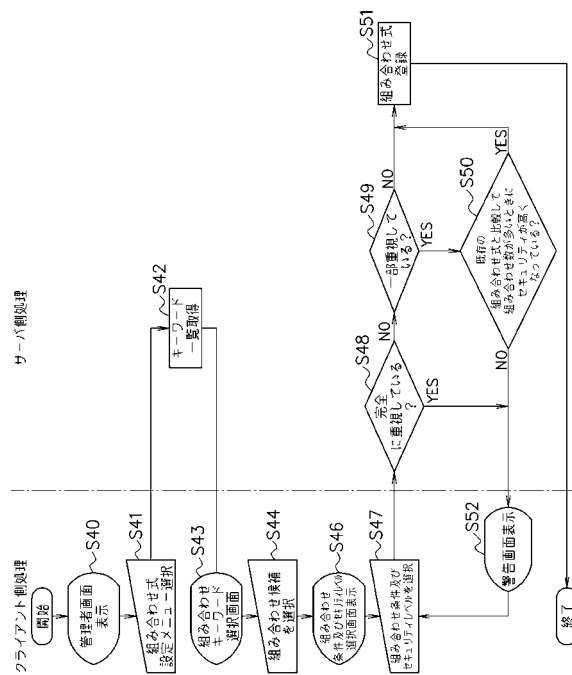 クライアント側処理
サーバ側処理
開始
S40
管理者画面
表示
S41
組み合わせ式
設定メニュー選択
S42
キーワード
一覧取得
S43
組み合わせ
キーワード
選択画面
S44
組み合わせ候補
を選択
S46
組み合わせ
条件及びセキュリティレベル
選択画面表示
S47
組み合わせ条件及び
セキュリティレベルを選択
S48
完全
に重視している
?
NO
YES
S49
一部重視して
いる?
NO
YES
S50
既存の
組み合わせ式と比較して
組み合わせ数が多いときに
セキュリティが高く
なっている?
YES
NO
S51
組み合わせ式
登録
S52
警告画面表示
終了